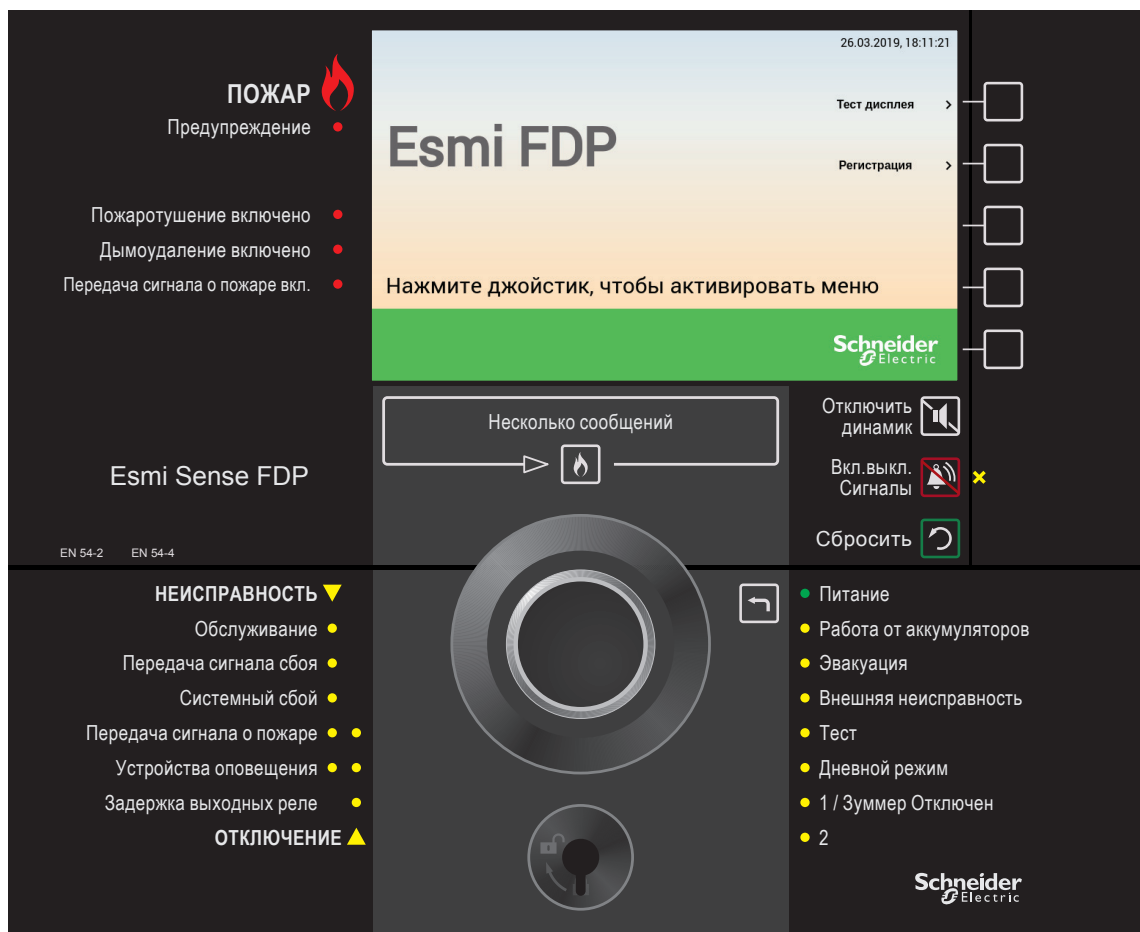 26.03.2019, 18:11:21
ПОЖАР
Предупреждение
Тест дисплея
Esmi FDP
Регистрация
Пожаротушение включено
Дымоудаление включено
Передача сигнала о пожаре вкл.
Нажмите джойстик, чтобы активировать меню
Schneider
Electric
Несколько сообщений
Отключить
динамик
Esmi Sense FDP
Вкл.выкл.
Сигналы
Сбросить
EN 54-2 EN 54-4
НЕИСПРАВНОСТЬ
Обслуживание
Передача сигнала сбоя
Системный сбой
Передача сигнала о пожаре
Устройства оповещения
Задержка выходных реле
ОТКЛЮЧЕНИЕ
Питание
Работа от аккумуляторов
Эвакуация
Внешняя неисправность
Тест
Дневной режим
1 / Зуммер Отключен
2
Schneider
Electric